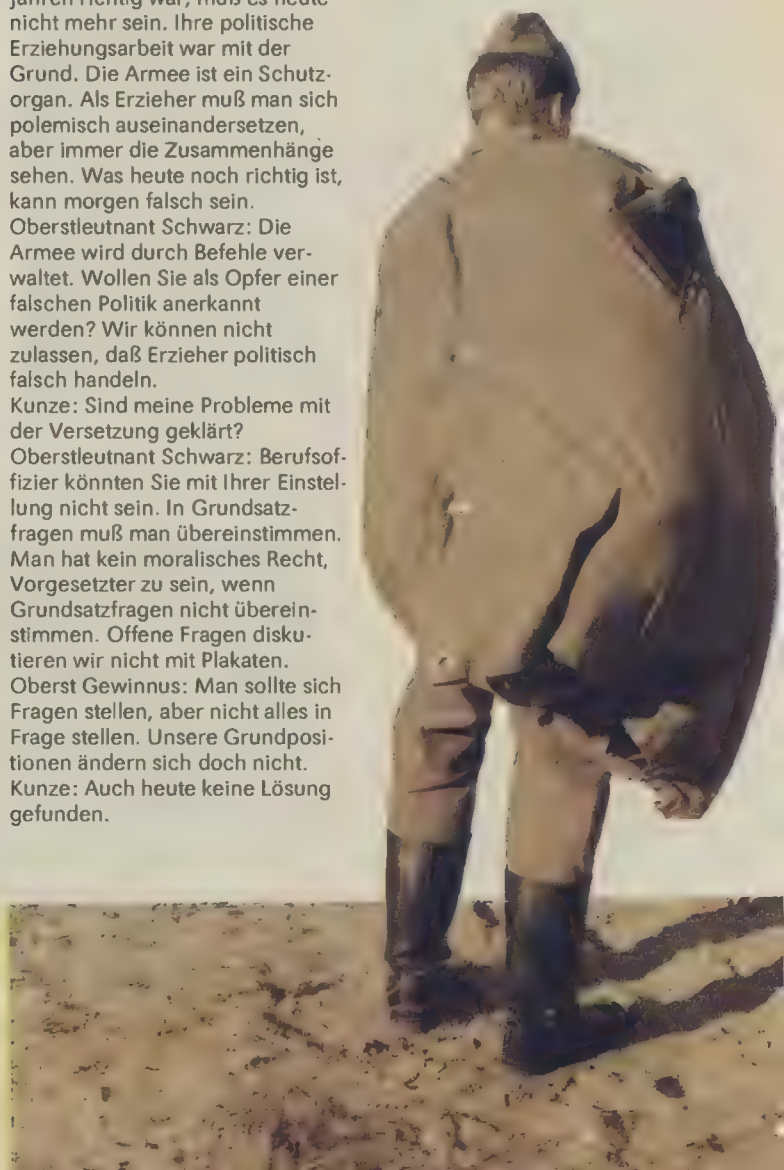 jahren richtig war, muß es heute
nicht mehr sein. Ihre politische
Erziehungsarbeit war mit der
Grund. Die Armee ist ein Schutz-
organ. Als Erzieher muß man sich
polemisch auseinandersetzen,
aber immer die Zusammenhänge
sehen. Was heute noch richtig ist,
kann morgen falsch sein.
Oberstleutnant Schwarz: Die
Armee wird durch Befehle ver-
waltet. Wollen Sie als Opfer einer
falschen Politik anerkannt
werden? Wir können nicht
zulassen, daß Erzieher politisch
falsch handeln.
Kunze: Sind meine Probleme mit
der Versetzung geklärt?
Oberstleutnant Schwarz: Berufsof-
fizier könnten Sie mit Ihrer Einstel-
lung nicht sein. In Grundsatz-
fragen muß man übereinstimmen.
Man hat kein moralisches Recht,
Vorgesetzter zu sein, wenn
Grundsatzfragen nicht überein-
stimmen. Offene Fragen disku-
tieren wir nicht mit Plakaten.
Oberst Gewinnus: Man sollte sich
Fragen stellen, aber nicht alles in
Frage stellen. Unsere Grundposi-
tionen ändern sich doch nicht.
Kunze: Auch heute keine Lösung
gefunden.